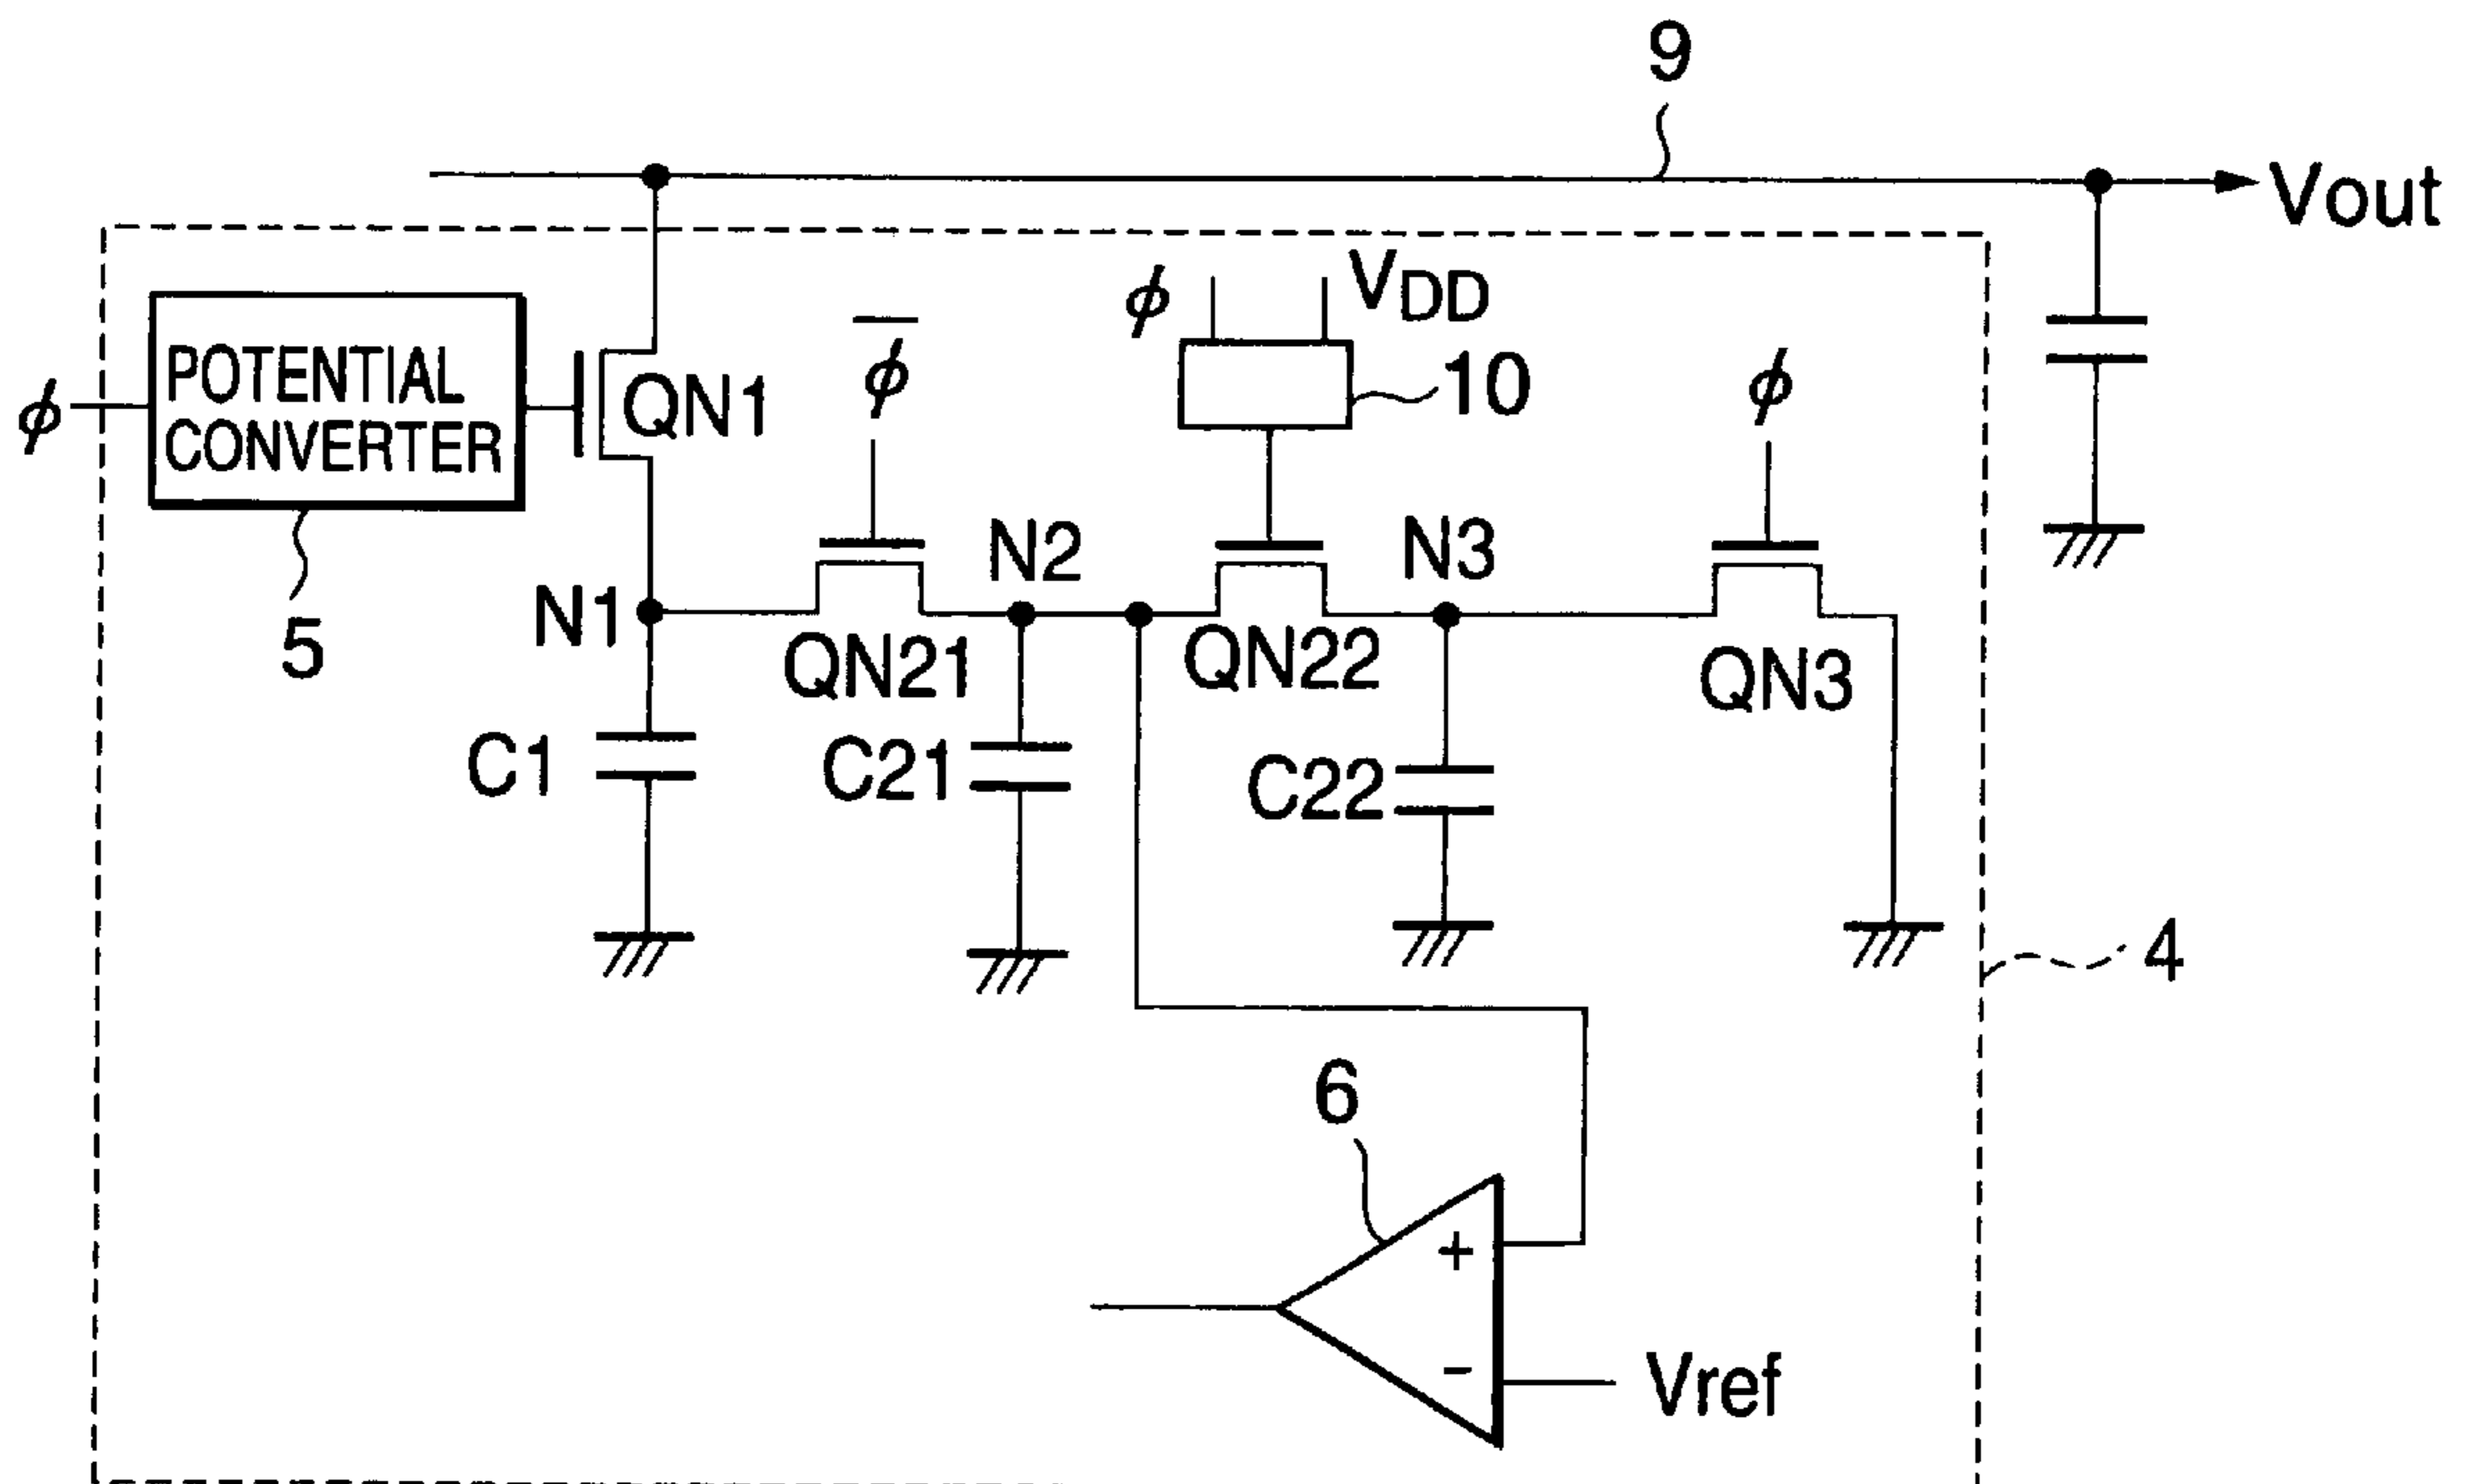 9
Vout
ϕ
VDD
ϕ
10
ϕ
ϕ
POTENTIAL
CONVERTER
QN1
N1
N2
N3
5
QN21
QN22
QN3
C1
C21
C22
4
6
+
-
Vref